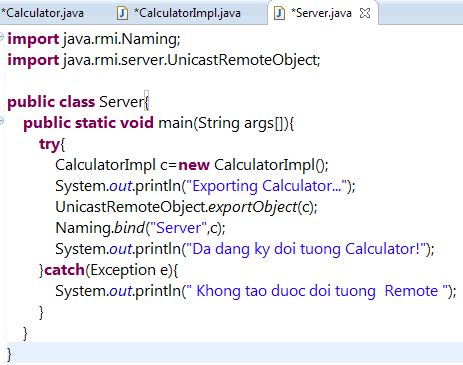 *Calculator.java *CalculatorImpl.java *Server.java
import java.rmi.Naming;
import java.rmi.server.UnicastRemoteObject;
public class Server{
public static void main(String args[]){
try{
CalculatorImpl c=new CalculatorImpl();
System.out.println("Exporting Calculator...");
UnicastRemoteObject.exportObject(c);
Naming.bind("Server",c);
System.out.println("Da dang ky doi tuong Calculator!");
}catch(Exception e){
System.out.println(" Khong tao duoc doi tuong  Remote ");
}
}
}